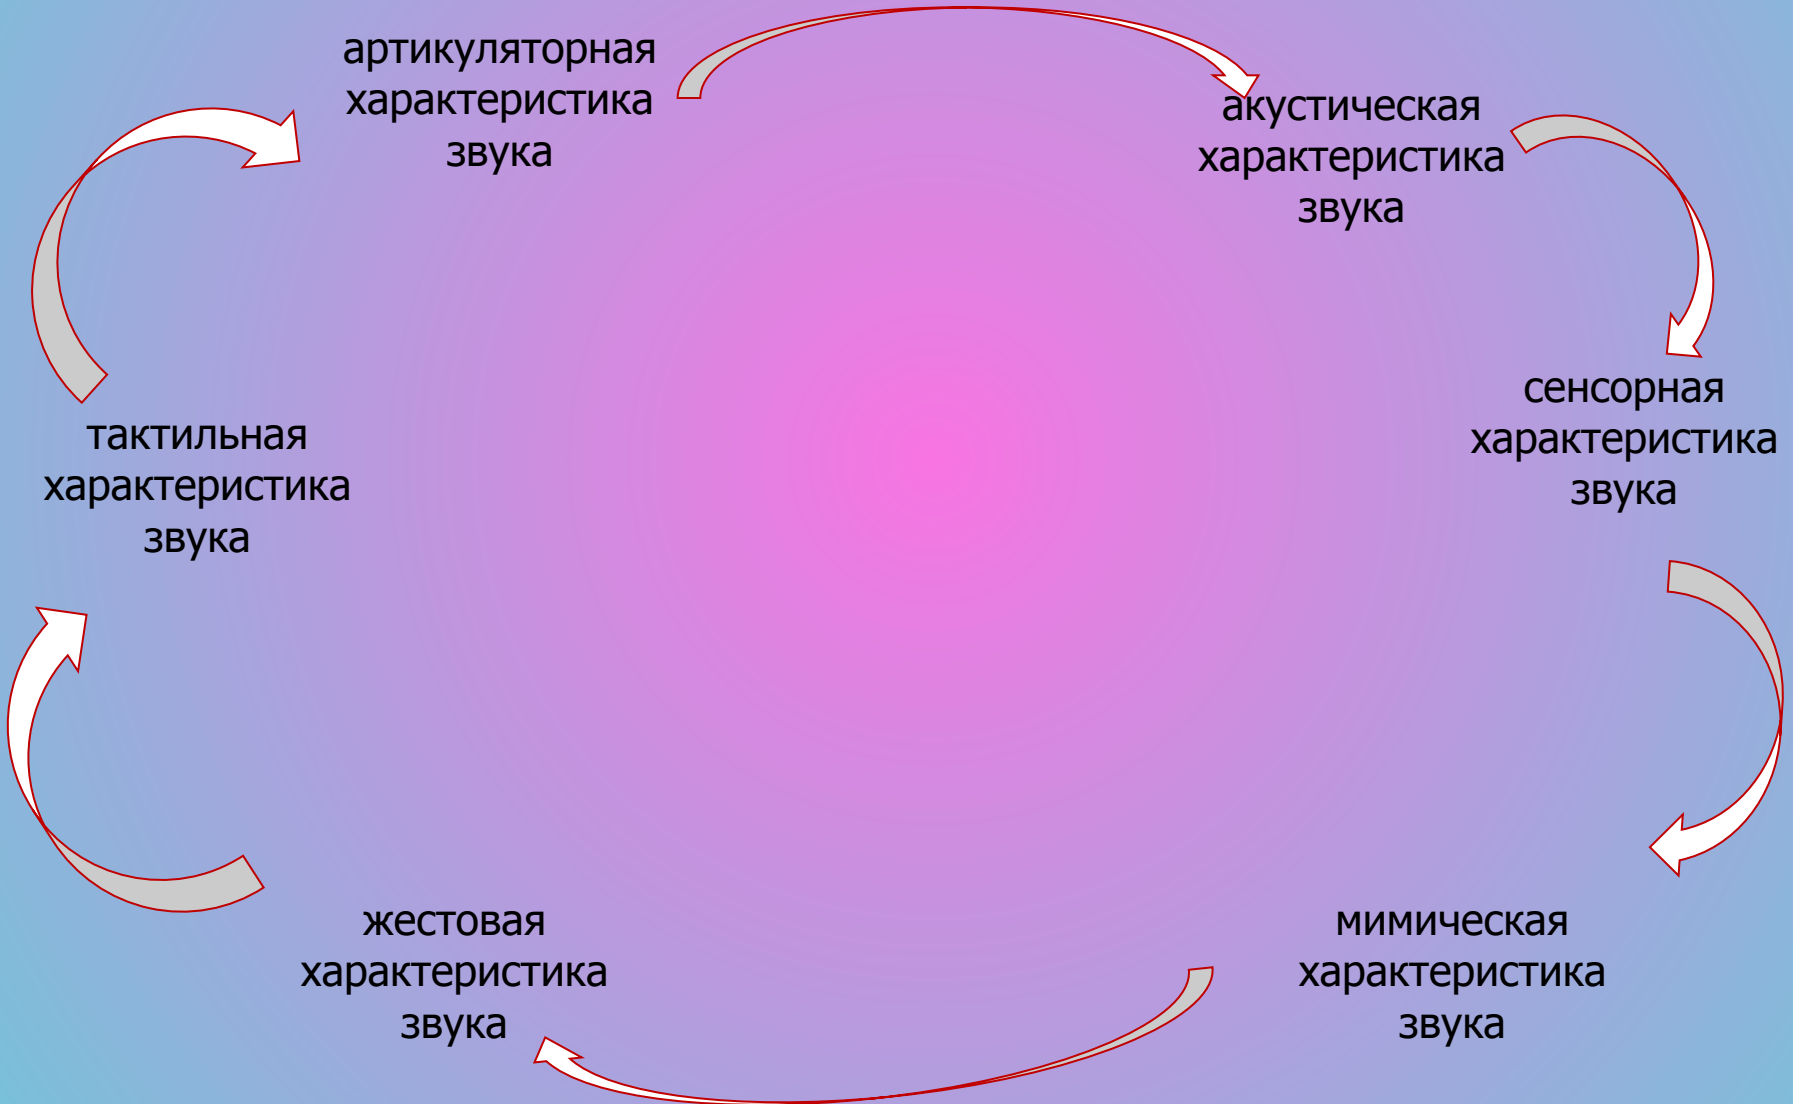 артикуляторная
характеристика
звука
акустическая
характеристика
звука
сенсорная
характеристика
звука
мимическая
характеристика
звука
жестовая
характеристика
звука
тактильная
характеристика
звука